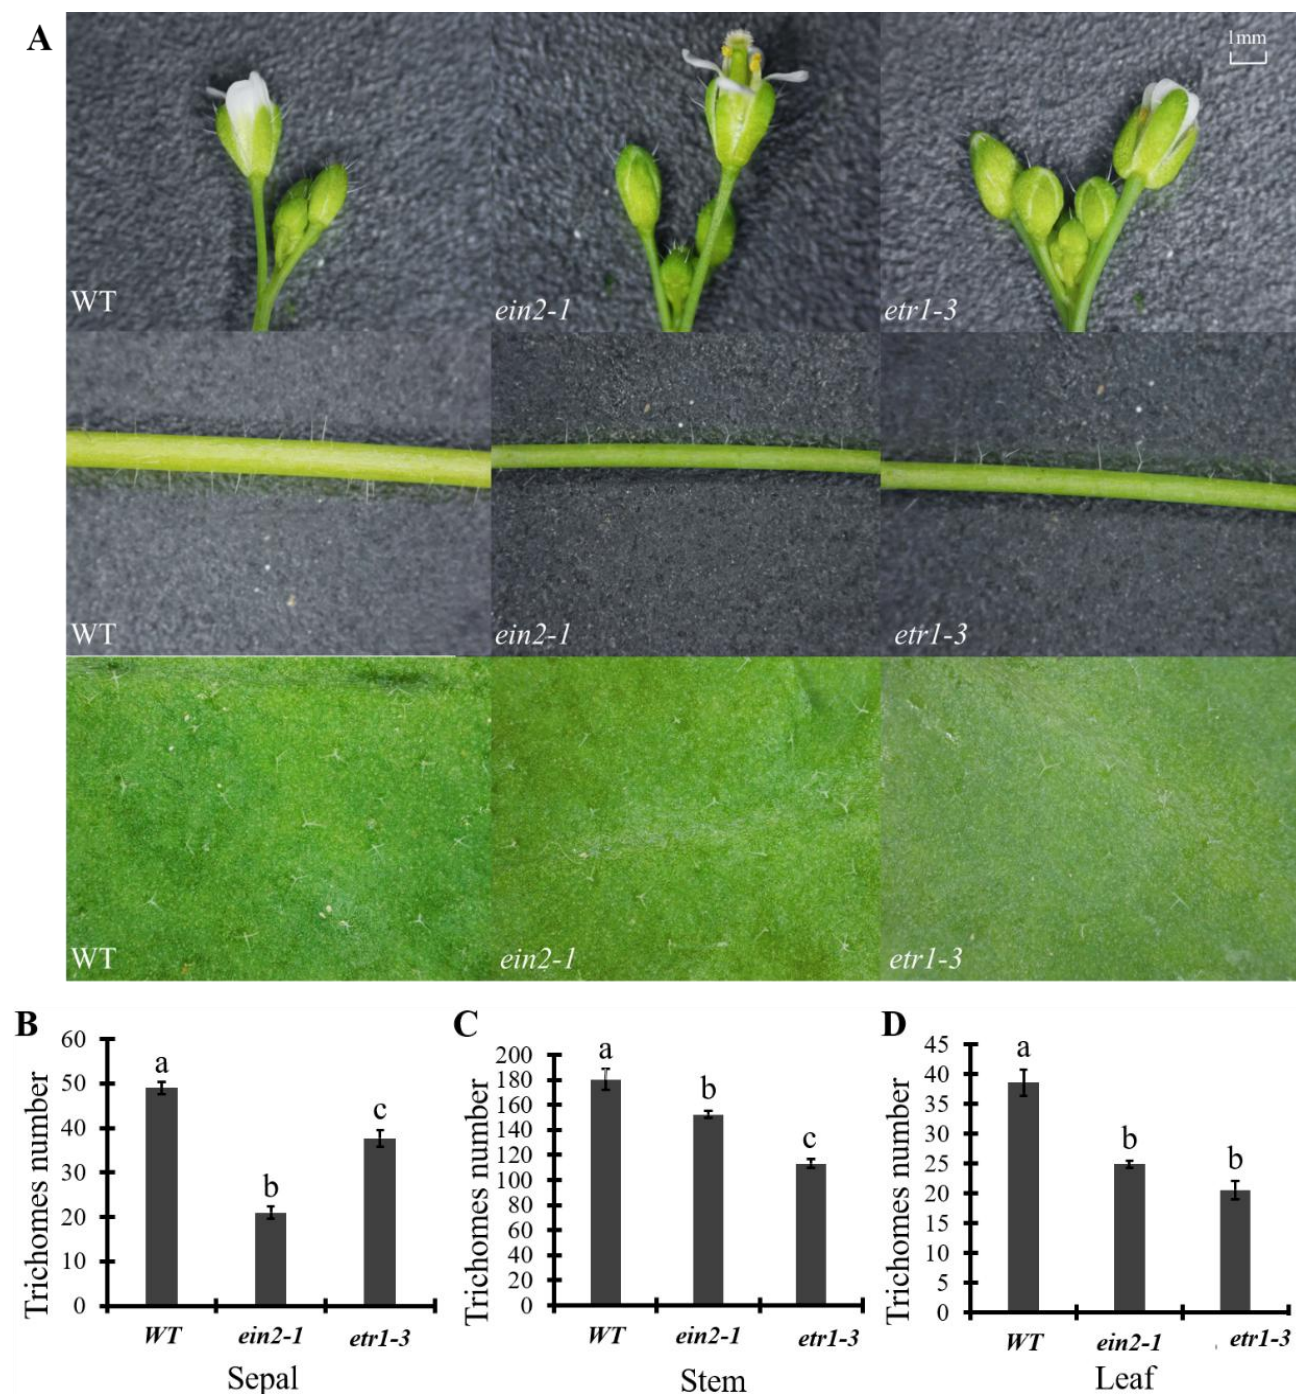 A
1mm
WT
ein2-1
etr1-3
WT
ein2-1
etr1-3
WT
ein2-1
etr1-3
B
Trichomes number
60
50
40
30
20
10
0
a
b
c
WT
ein2-1
etr1-3
Sepal
C
Trichomes number
200
180
160
140
120
100
80
60
40
20
0
a
b
c
WT
ein2-1
etr1-3
Stem
D
Trichomes number
45
40
35
30
25
20
15
10
5
0
a
b
b
WT
ein2-1
etr1-3
Leaf